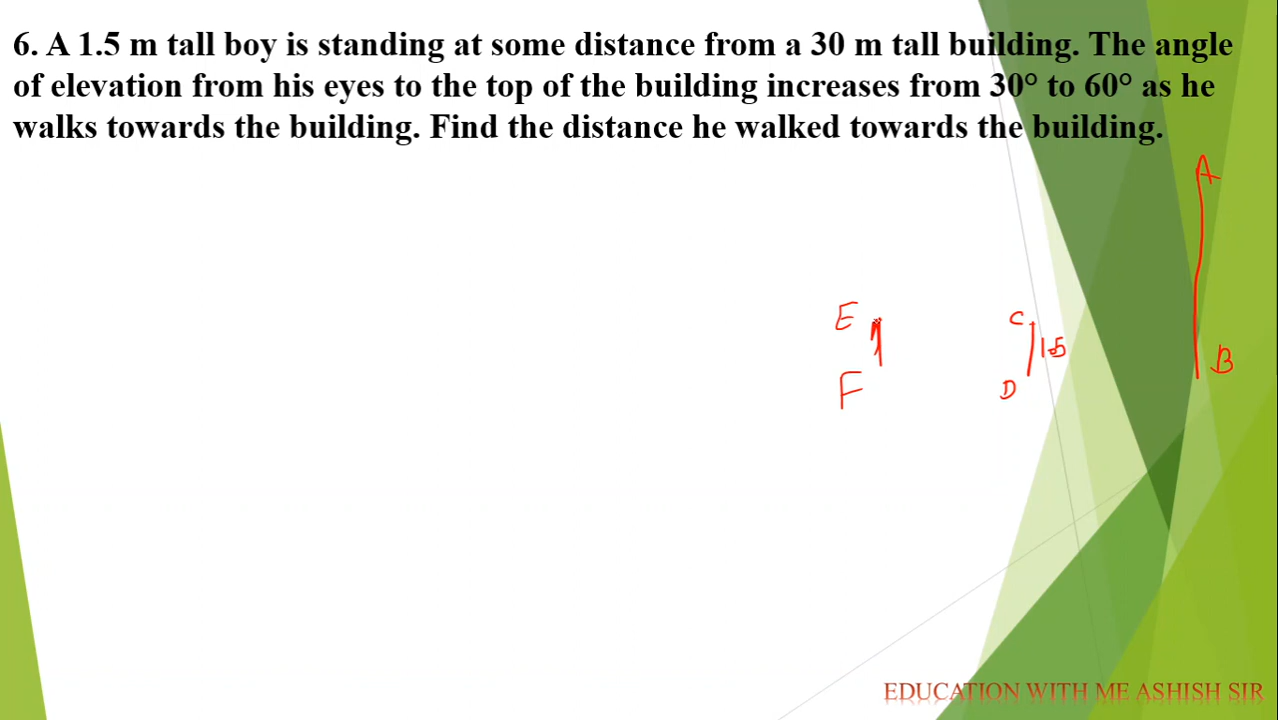 6. A 1.5 m tall boy is standing at some distance from a 30 m tall building. The angle
of elevation from his eyes to the top of the building increases from 30° to 60° as he
walks towards the building. Find the distance he walked towards the building.
A
E
C
1.5
B
F
D
EDUCATION WITH ME ASHISH SIR